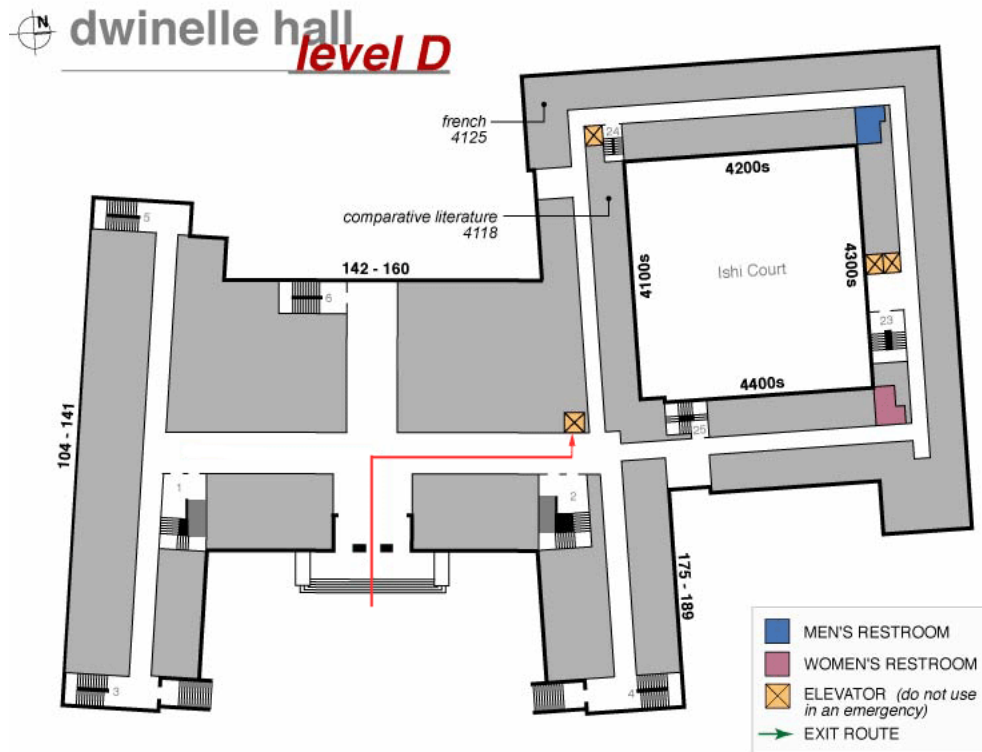 N
dwinelle hall
level D
french
4125
24
4200s
comparative literature
4118
5
142 - 160
6
4100s
Ishi Court
4300s
23
4400s
25
104 - 141
1
2
175 - 189
3
4
MEN'S RESTROOM
WOMEN'S RESTROOM
ELEVATOR (do not use
in an emergency)
EXIT ROUTE